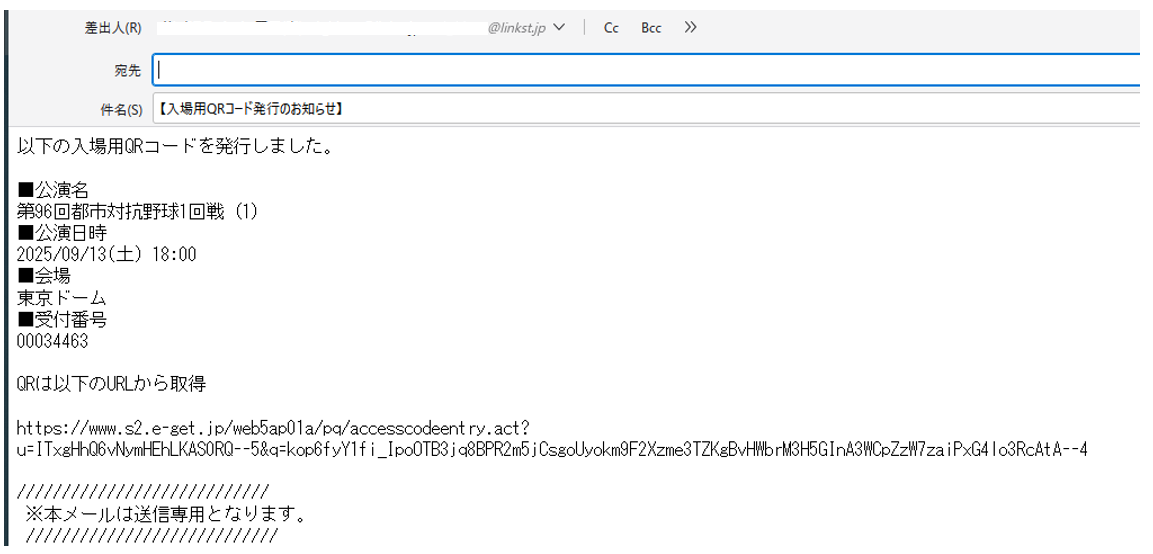 差出人(R) @linkst.jp Cc Bcc
宛先
件名(S) 【入場用QRコード発行のお知らせ】
以下の入場用QRコードを発行しました。
■公演名
第96回都市対抗野球1回戦 (1)
■公演日時
2025/09/13(土) 18:00
■会場
東京ドーム
■受付番号
00034463
QRは以下のURLから取得
https://www.s2.e-get.jp/web5ap01a/pq/accesscodeentry.act?
u=ITxgHhQ6vNymHEhLKASORQ--5&q=kop6fyY1fi_IpoOTB3jq8BPR2m5jCsgoUyokm9F2Xzme3TZKgBvHWbrM3H5GInA3WCpZzW7zaiPxG4lo3RcAtA--4
////////////////////////////
※本メールは送信専用となります。
////////////////////////////